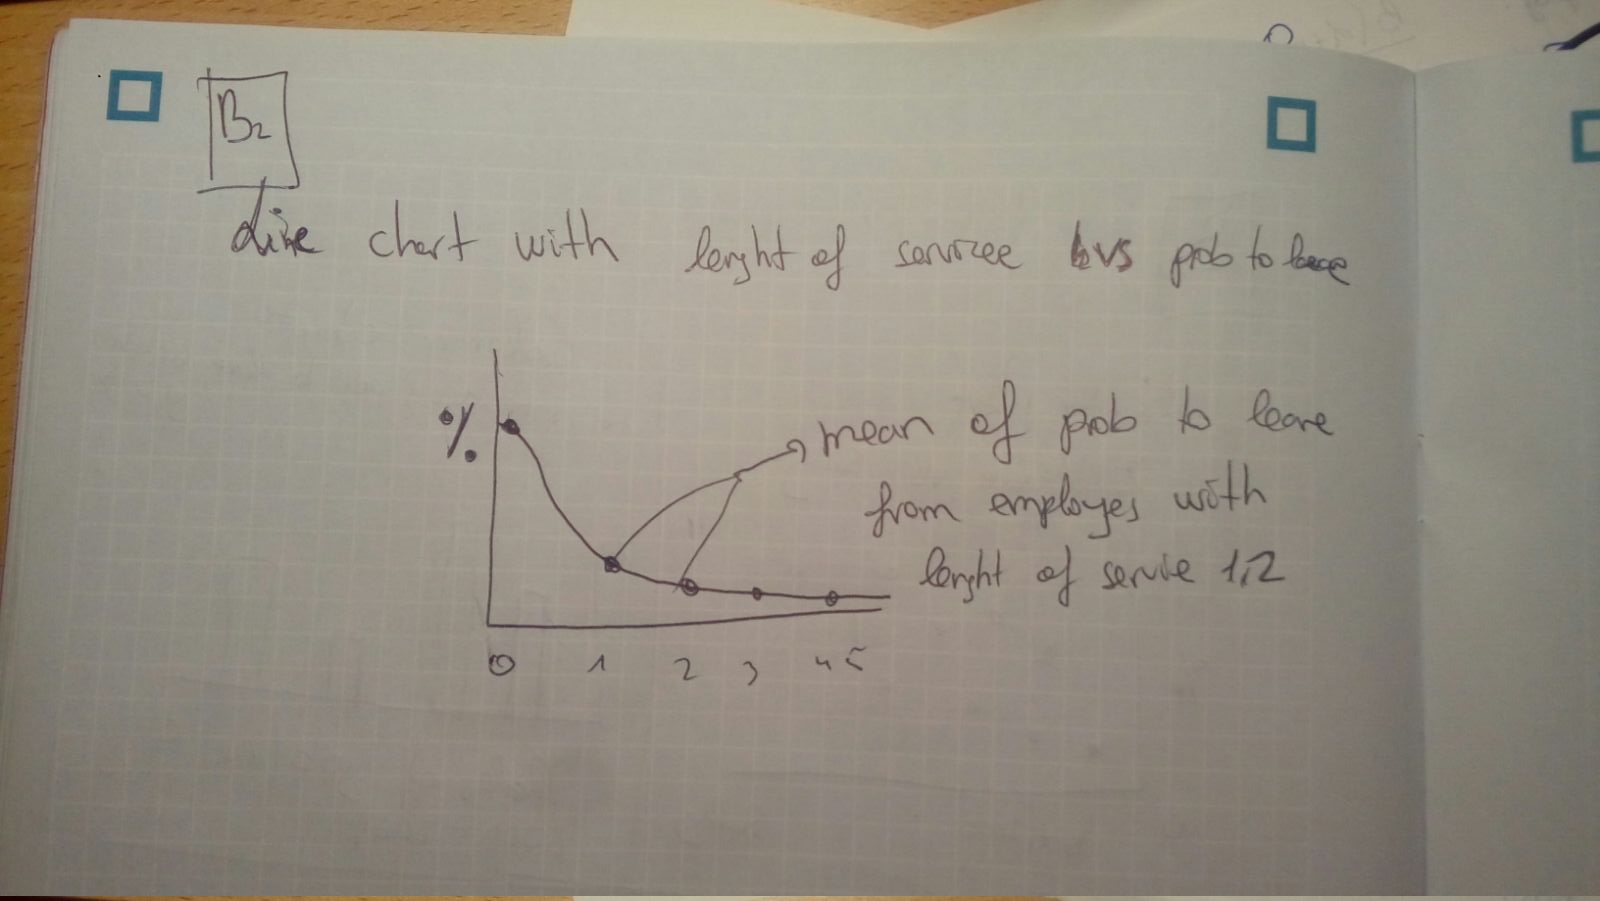 B2
Line chart with lenght of service vs prob to leave
%
mean of prob to leave
from employes with
lenght of servie 1,2
0 1 2 3 4 5